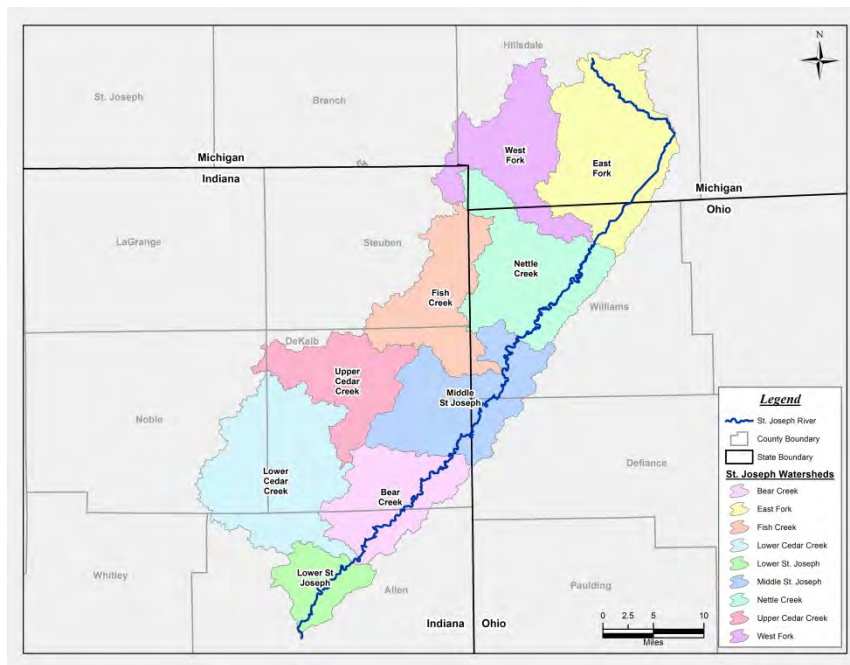 Hillsdale
N
St. Joseph
Branch
West
Fork
East
Fork
Michigan
Indiana
Michigan
Ohio
LaGrange
Steuben
Nettle
Creek
Fish
Creek
Williams
DeKalb
Upper
Cedar
Creek
Middle
St Joseph
Noble
Lower
Cedar
Creek
Bear
Creek
Defiance
Whitley
Lower St
Joseph
Allen
Paulding
Indiana
Ohio
0 2.5 5 10
Miles
Legend
St. Joseph River
County Boundary
State Boundary
St. Joseph Watersheds
Bear Creek
East Fork
Fish Creek
Lower Cedar Creek
Lower St. Joseph
Middle St. Joseph
Nettle Creek
Upper Cedar Creek
West Fork